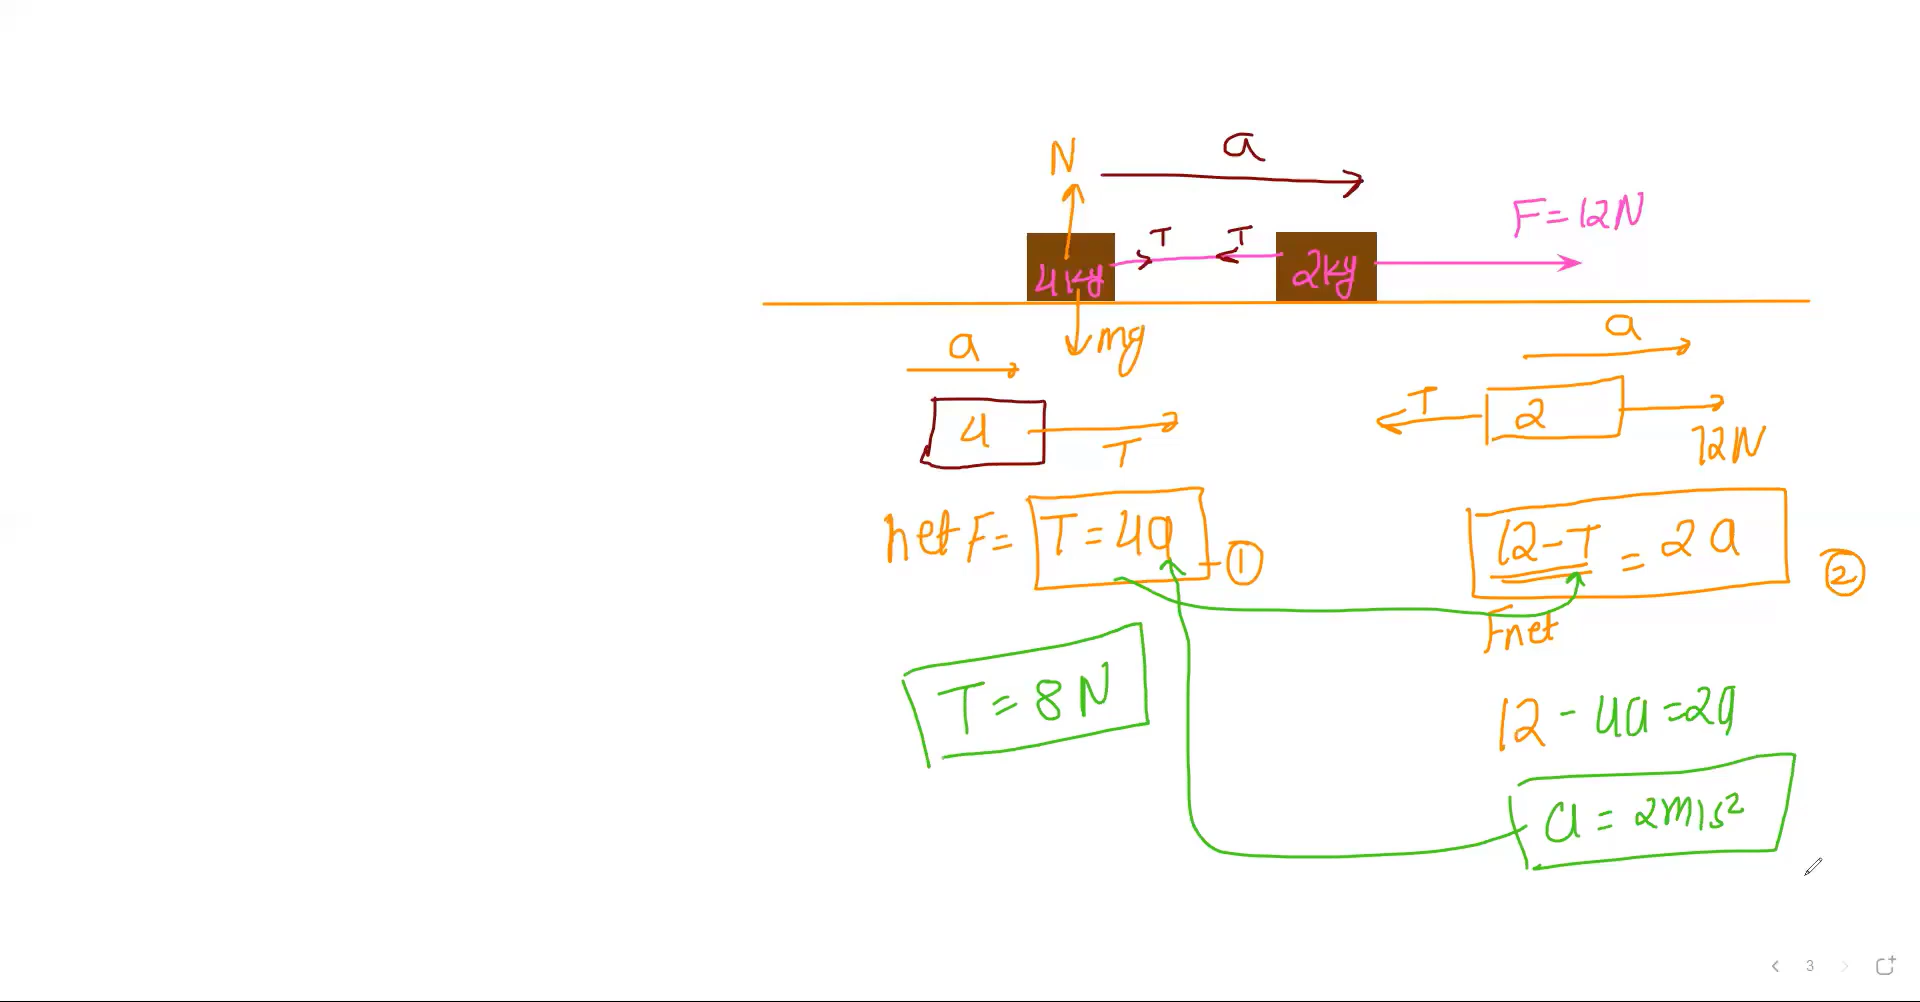 N
a
F=12N
T T
4kg 2kg
mg
a
a
4
T
T
2
12N
net F= T=4a -①
12-T = 2a ②
Fnet
T=8N
12-4a=2a
a=2m/s²
3